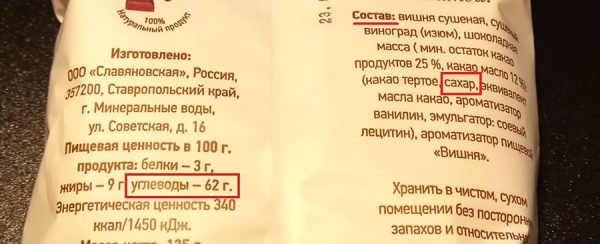 100%
Натуральный продукт
Изготовлено:
ООО «Славяновская», Россия,
357200, Ставропольский край,
г. Минеральные воды,
ул. Советская, д. 16
Пищевая ценность в 100 г.
продукта: белки – 3 г,
жиры – 9 г углеводы – 62 г.
Энергетическая ценность 340
ккал/1450 кДж.
23.
Состав: вишня сушеная,
виноград (изюм), шоколадная
масса ( мин. остаток какао
продуктов 25 %, какао масло 12 %
(какао тертое, сахар, эквивалент
масла какао, ароматизатор
ванилин, эмульгатор: соевый
лецитин), ароматизатор пищевой
«Вишня».
Хранить в чистом, сухом
помещении без
запахов и